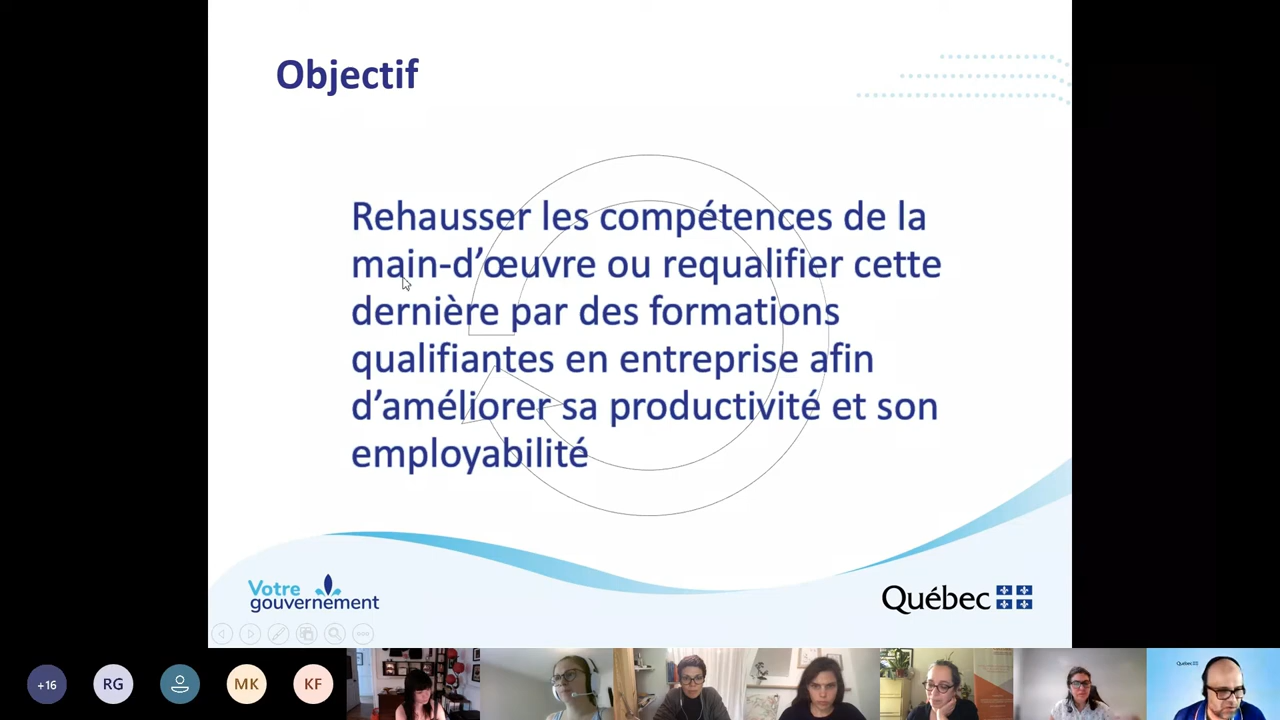 Objectif
Rehausser les compétences de la
main-d’œuvre ou requalifier cette
dernière par des formations
qualifiantes en entreprise afin
d’améliorer sa productivité et son
employabilité
Votre
gouvernement
Québec
+16
RG
MK
KF
Québec